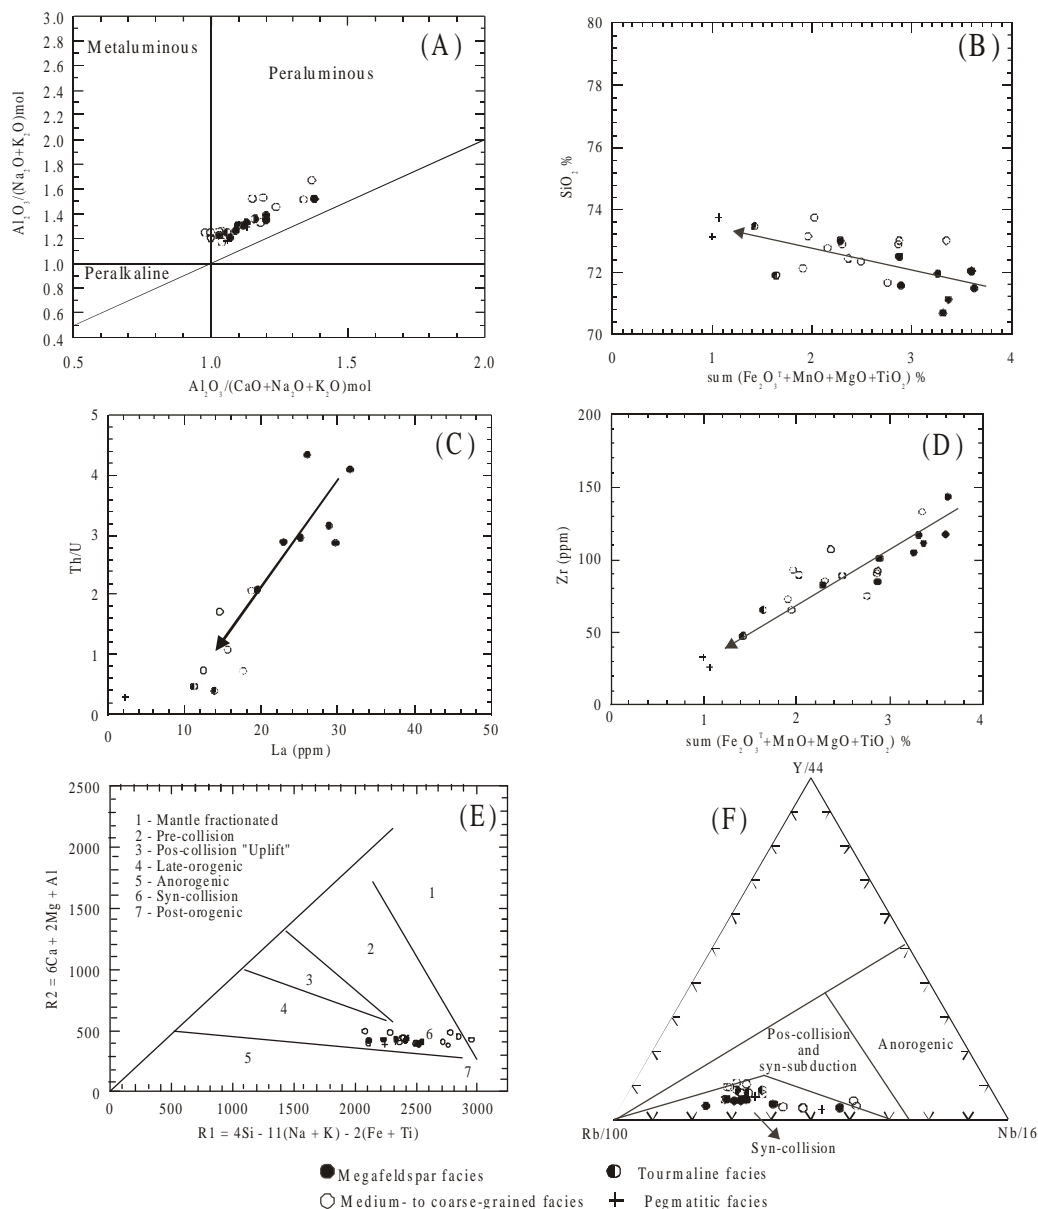 (A)
Metaluminous
Peraluminous
Peralkaline
3.0
2.8
2.6
2.4
2.2
2.0
1.8
1.6
1.4
1.2
1.0
0.8
0.6
0.4
Al₂O₃/(Na₂O+K₂O)mol
0.5 1.0 1.5 2.0
Al₂O₃/(CaO+Na₂O+K₂O)mol
(B)
80
78
76
74
72
70
SiO₂ %
0 1 2 3 4
sum (Fe₂O₃ᵀ+MnO+MgO+TiO₂) %
(C)
5
4
3
2
1
0
Th/U
0 10 20 30 40 50
La (ppm)
(D)
200
150
100
50
0
Zr (ppm)
0 1 2 3 4
sum (Fe₂O₃ᵀ+MnO+MgO+TiO₂) %
(E)
2500
2000
1500
1000
500
0
R2 = 6Ca + 2Mg + Al
1 - Mantle fractionated
2 - Pre-collision
3 - Pos-collision "Uplift"
4 - Late-orogenic
5 - Anorogenic
6 - Syn-collision
7 - Post-orogenic
1
2
3
4
6
5
7
0 500 1000 1500 2000 2500 3000
R1 = 4Si - 11(Na + K) - 2(Fe + Ti)
Y/44
(F)
Pos-collision
and
syn-subduction
Anorogenic
Rb/100
Nb/16
Syn-collision
Megafeldspar facies
Tourmaline facies
Medium- to coarse-grained facies
Pegmatitic facies